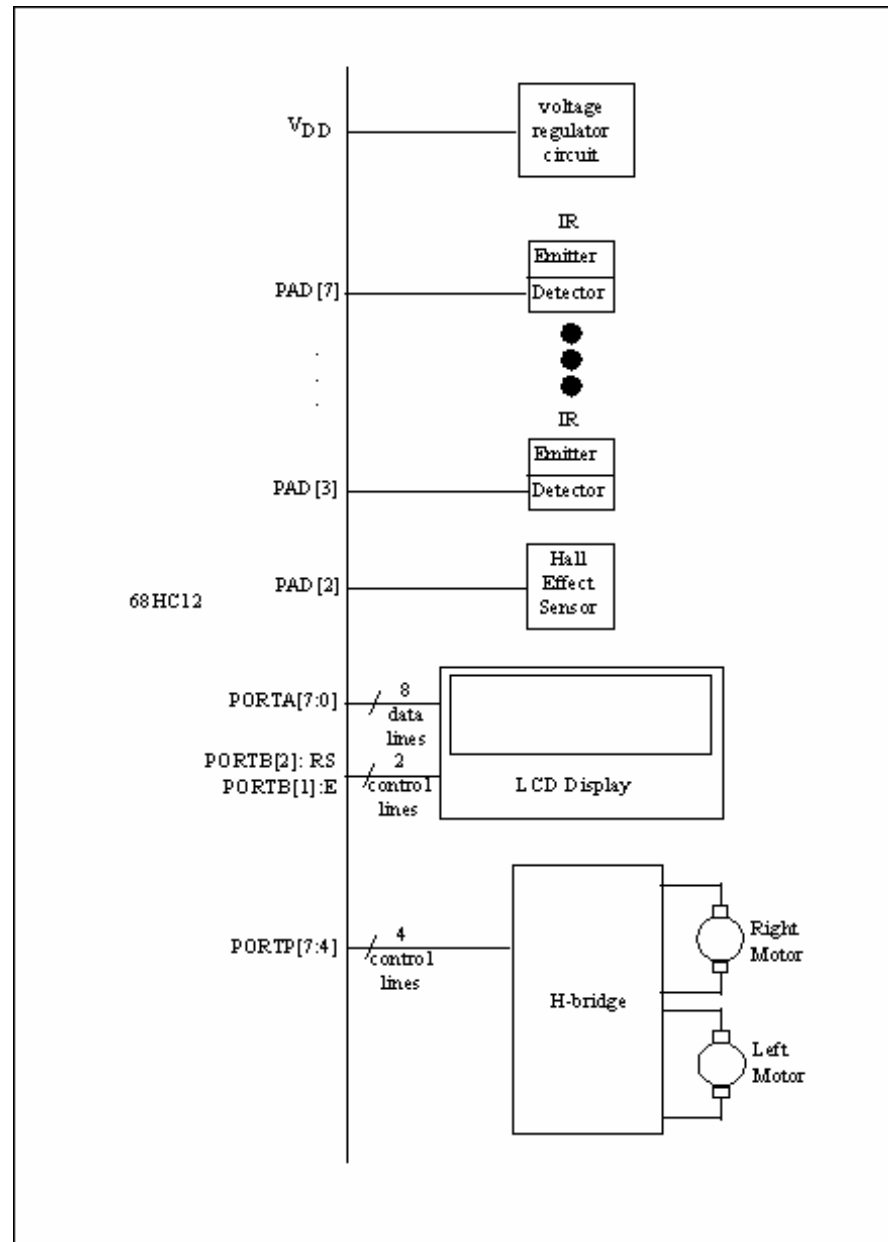 VDD
voltage
regulator
circuit
IR
Emitter
PAD[7]
Detector
.
.
.
IR
Emitter
PAD[3]
Detector
Hall
Effect
Sensor
PAD[2]
68HC12
PORTA[7:0]
8
data
lines
PORTB[2]: RS
PORTB[1]:E
2
control
lines
LCD Display
PORTP[7:4]
4
control
lines
H-bridge
Right
Motor
Left
Motor